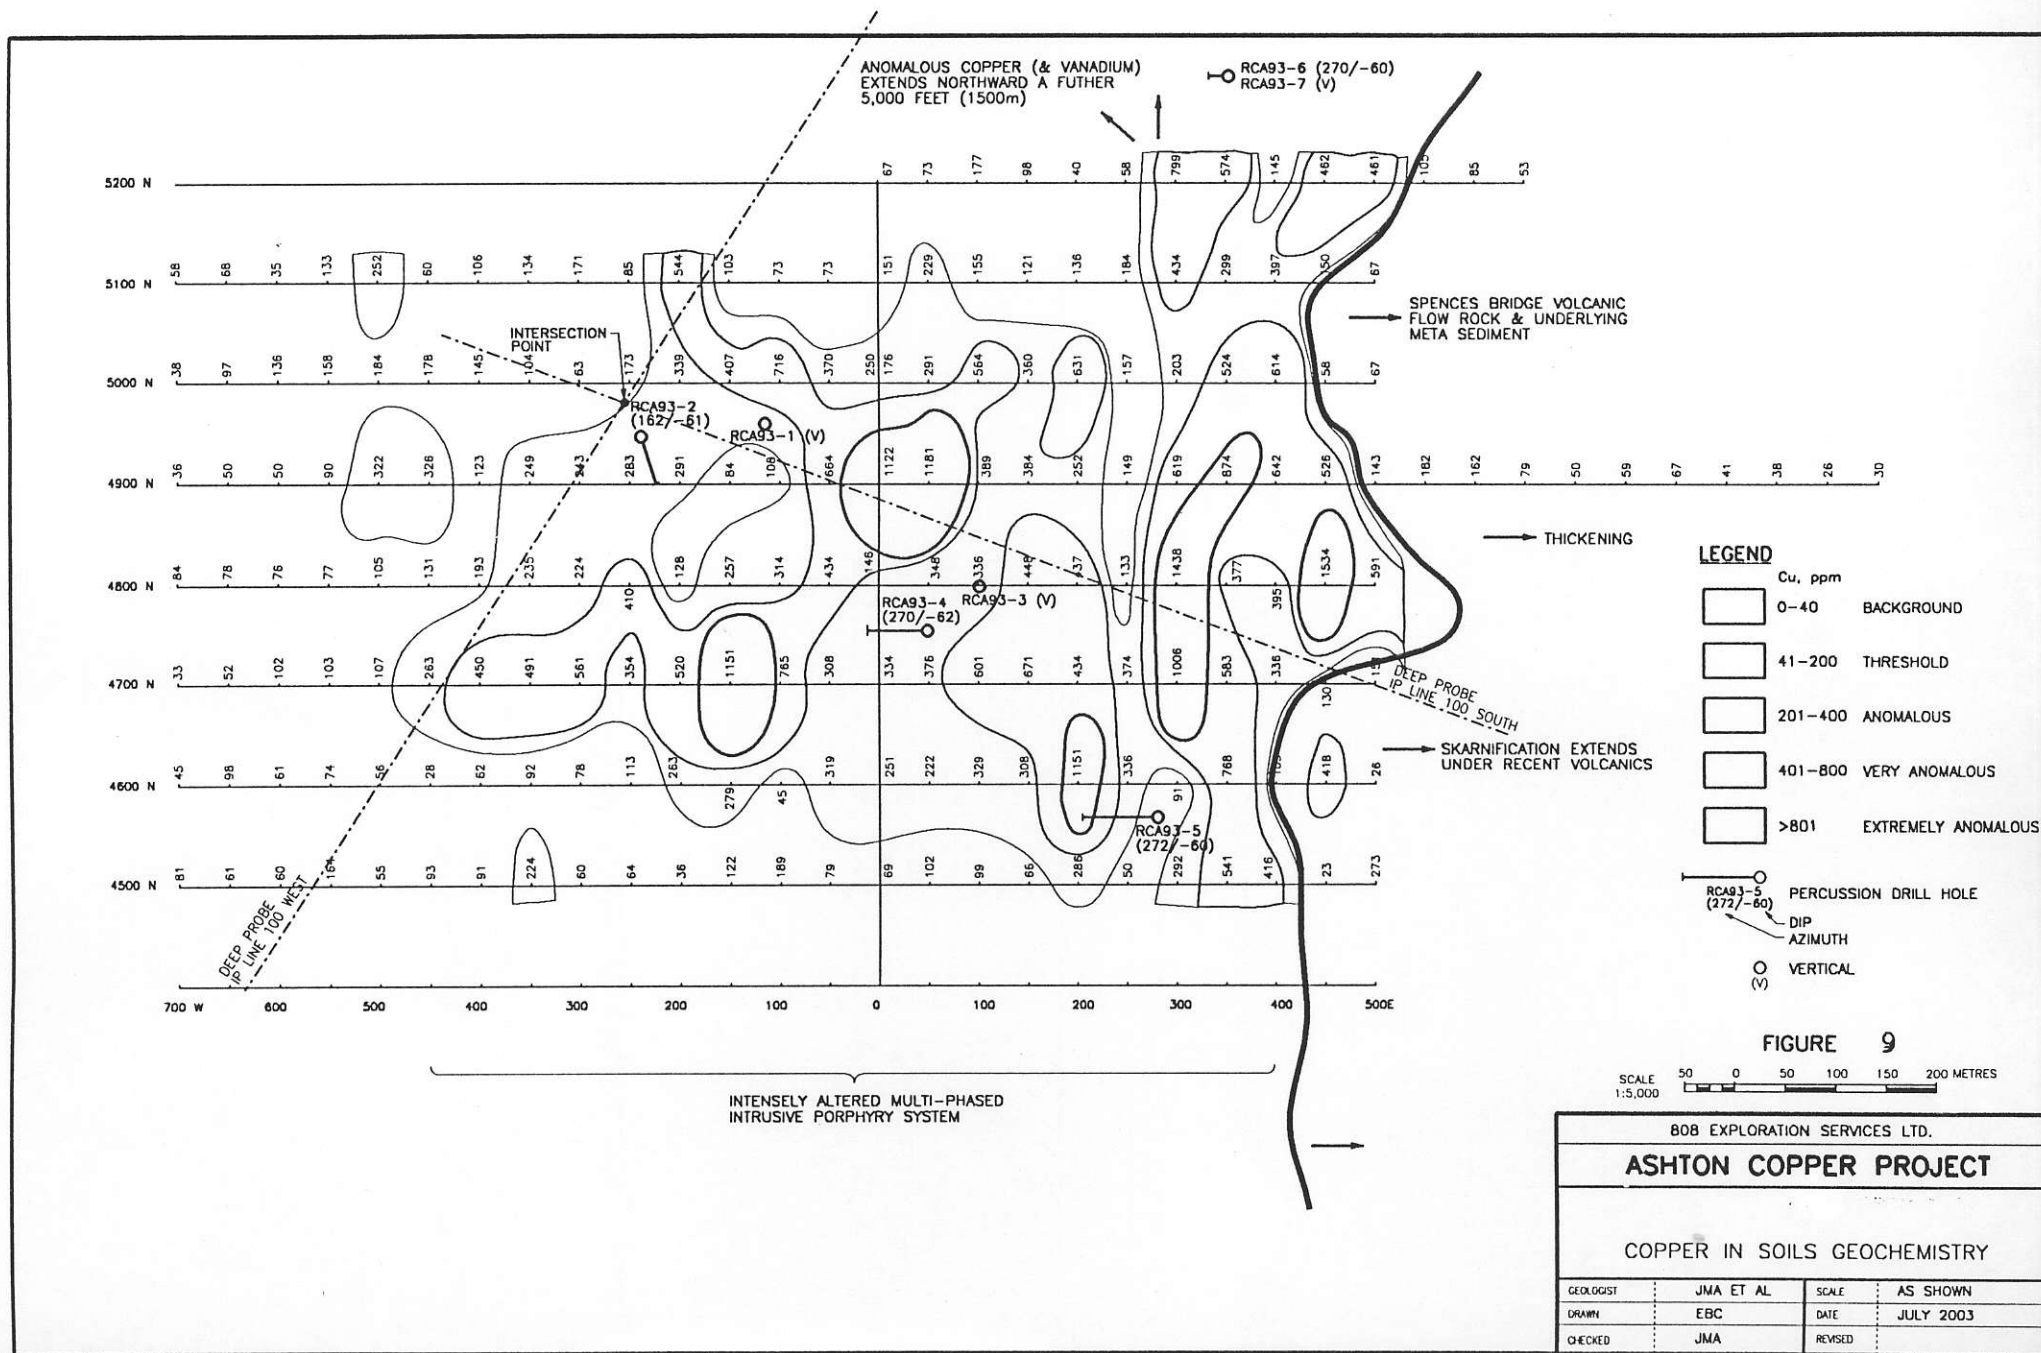 ANOMALOUS COPPER (& VANADIUM)
EXTENDS NORTHWARD A FUTHER
5,000 FEET (1500m)
RCA93-6 (270/-60)
RCA93-7 (V)
67 73 177 98 40 58 799 574 145 462 461 105 85 53
5200 N
58 68 35 133 252 60 106 134 171 85 544 103 73 73 151 229 155 121 136 184 434 299 397 150 67
5100 N
SPENCES BRIDGE VOLCANIC
FLOW ROCK & UNDERLYING
META SEDIMENT
INTERSECTION
POINT
38 97 136 158 184 178 145 104 63 173 339 407 716 370 250 176 291 564 360 631 157 203 524 614 58 67
5000 N
RCA93-2
(162/-61)
RCA93-1 (V)
36 50 50 90 322 326 123 249 243 283 291 84 108 664 1122 1181 389 384 252 149 619 874 642 526 143 182 162 79 50 59 67 41 38 26 30
4900 N
THICKENING
84 78 76 77 105 131 193 235 224 410 128 257 314 434 146 348 336 448 437 133 1438 377 395 1534 591
4800 N
RCA93-4
(270/-62)
RCA93-3 (V)
33 52 102 103 107 263 450 491 561 354 520 1151 765 308 334 376 601 671 434 374 1006 583 336 130
4700 N
DEEP PROBE
IP LINE 100 SOUTH
SKARNIFICATION EXTENDS
UNDER RECENT VOLCANICS
45 98 61 74 56 28 62 92 78 113 263 279 45 319 251 222 329 308 1151 336 91 768 109 418 26
4600 N
RCA93-5
(272/-60)
81 61 60 164 55 93 91 224 60 64 36 122 189 79 69 102 99 66 286 50 292 541 416 23 273
4500 N
DEEP PROBE
IP LINE 100 WEST
700 W 600 500 400 300 200 100 0 100 200 300 400 500E
INTENSELY ALTERED MULTI-PHASED
INTRUSIVE PORPHYRY SYSTEM
LEGEND
Cu, ppm
0-40 BACKGROUND
41-200 THRESHOLD
201-400 ANOMALOUS
401-800 VERY ANOMALOUS
>801 EXTREMELY ANOMALOUS
RCA93-5
(272/-60)
PERCUSSION DRILL HOLE
DIP
AZIMUTH
VERTICAL
(V)
FIGURE 9
SCALE
1:5,000
50 0 50 100 150 200 METRES
808 EXPLORATION SERVICES LTD.
ASHTON COPPER PROJECT
COPPER IN SOILS GEOCHEMISTRY
GEOLOGIST JMA ET AL SCALE AS SHOWN
DRAWN EBC DATE JULY 2003
CHECKED JMA REVISED